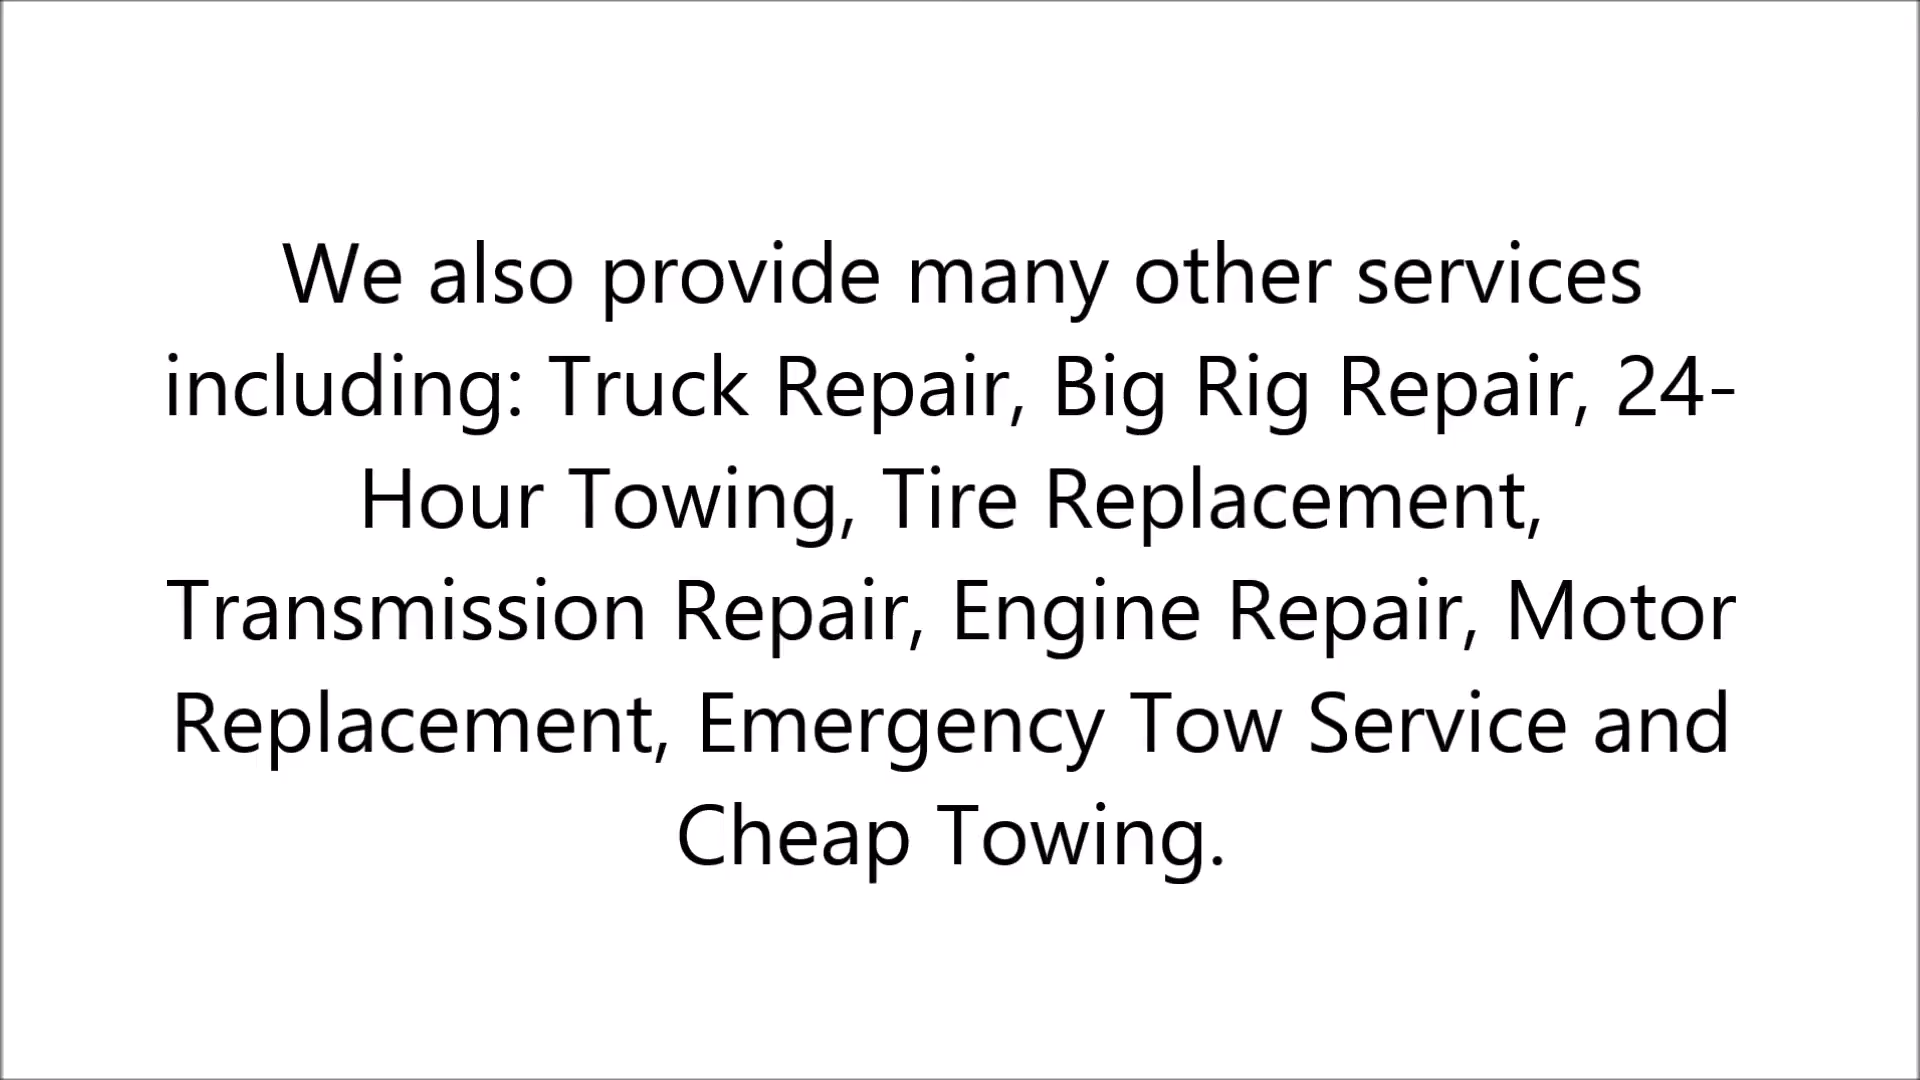 We also provide many other services
including: Truck Repair, Big Rig Repair, 24-
Hour Towing, Tire Replacement,
Transmission Repair, Engine Repair, Motor
Replacement, Emergency Tow Service and
Cheap Towing.